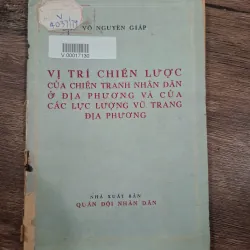 VÕ NGUYÊN GIÁP
V 00017180
VỊ TRÍ CHIẾN LƯỢC
CỦA CHIẾN TRANH NHÂN DÂN
Ở ĐỊA PHƯƠNG VÀ CỦA
CÁC LỰC LƯỢNG VŨ TRANG
ĐỊA PHƯƠNG
NHÀ XUẤT BẢN
QUÂN ĐỘI NHÂN DÂN